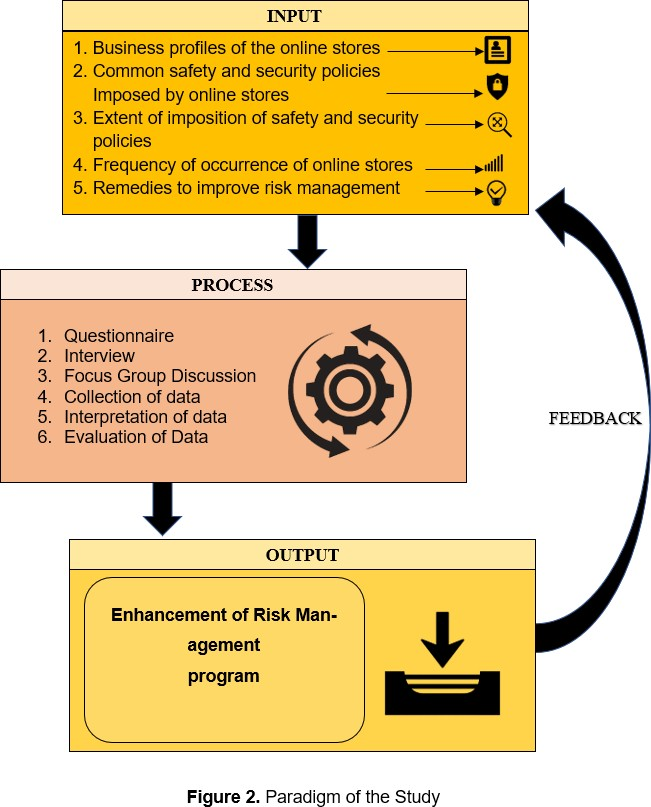 INPUT
1. Business profiles of the online stores
2. Common safety and security policies
Imposed by online stores
3. Extent of imposition of safety and security
policies
4. Frequency of occurrence of online stores
5. Remedies to improve risk management
PROCESS
1. Questionnaire
2. Interview
3. Focus Group Discussion
4. Collection of data
5. Interpretation of data
6. Evaluation of Data
FEEDBACK
OUTPUT
Enhancement of Risk Man-
agement
program
Figure 2. Paradigm of the Study